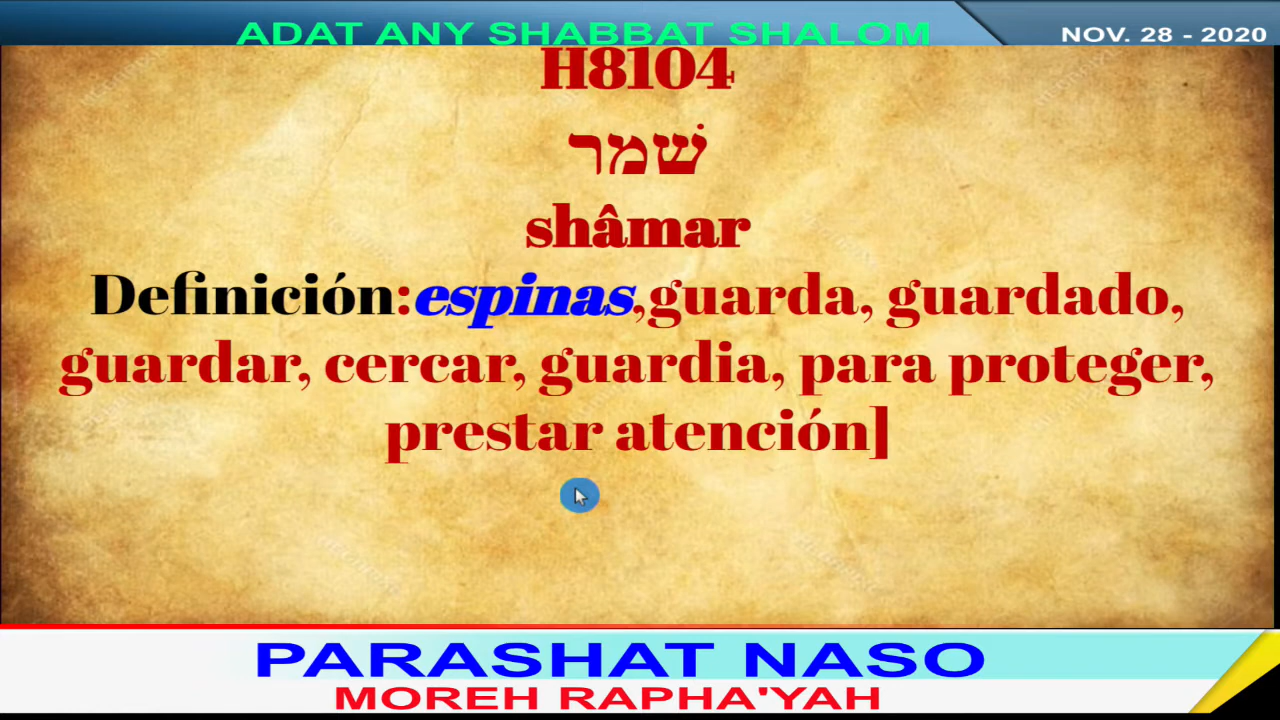 ADAT ANY SHABBAT SHALOM
NOV. 28 - 2020
H8104
שׁמר
shâmar
Definición:espinas,guarda, guardado,
guardar, cercar, guardia, para proteger,
prestar atención]
PARASHAT NASO
MOREH RAPHA'YAH